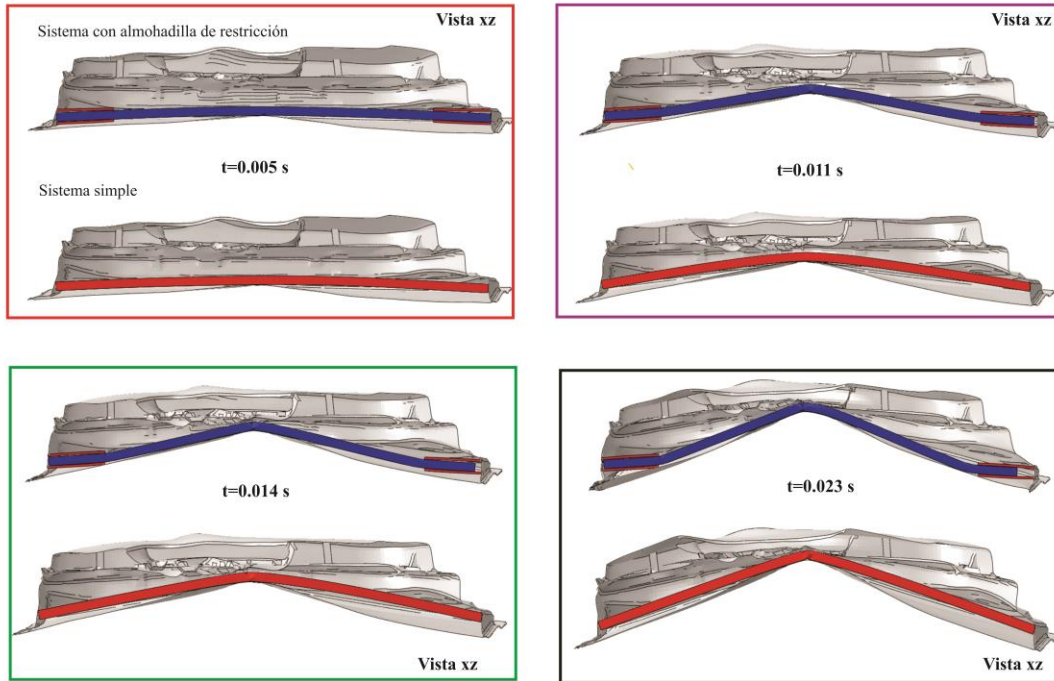 Vista xz
Sistema con almohadilla de restricción
t=0.005 s
Sistema simple
Vista xz
t=0.011 s
t=0.014 s
Vista xz
t=0.023 s
Vista xz